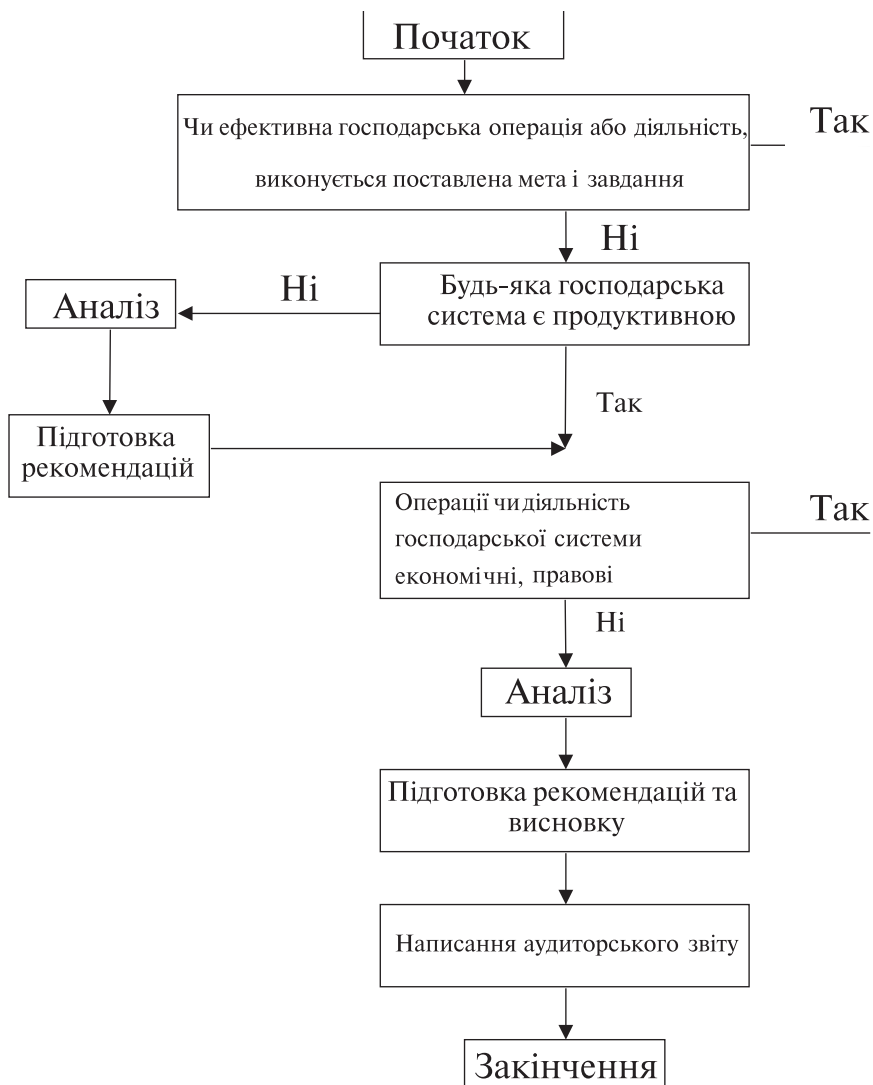 Початок
Чи ефективна господарська операція або діяльність,
виконується поставлена мета і завдання
Так
Ні
Будь-яка господарська
система є продуктивною
Ні
Аналіз
Так
Підготовка
рекомендацій
Операції чи діяльність
господарської системи
економічні, правові
Так
Ні
Аналіз
Підготовка рекомендацій та
висновку
Написання аудиторського звіту
Закінчення